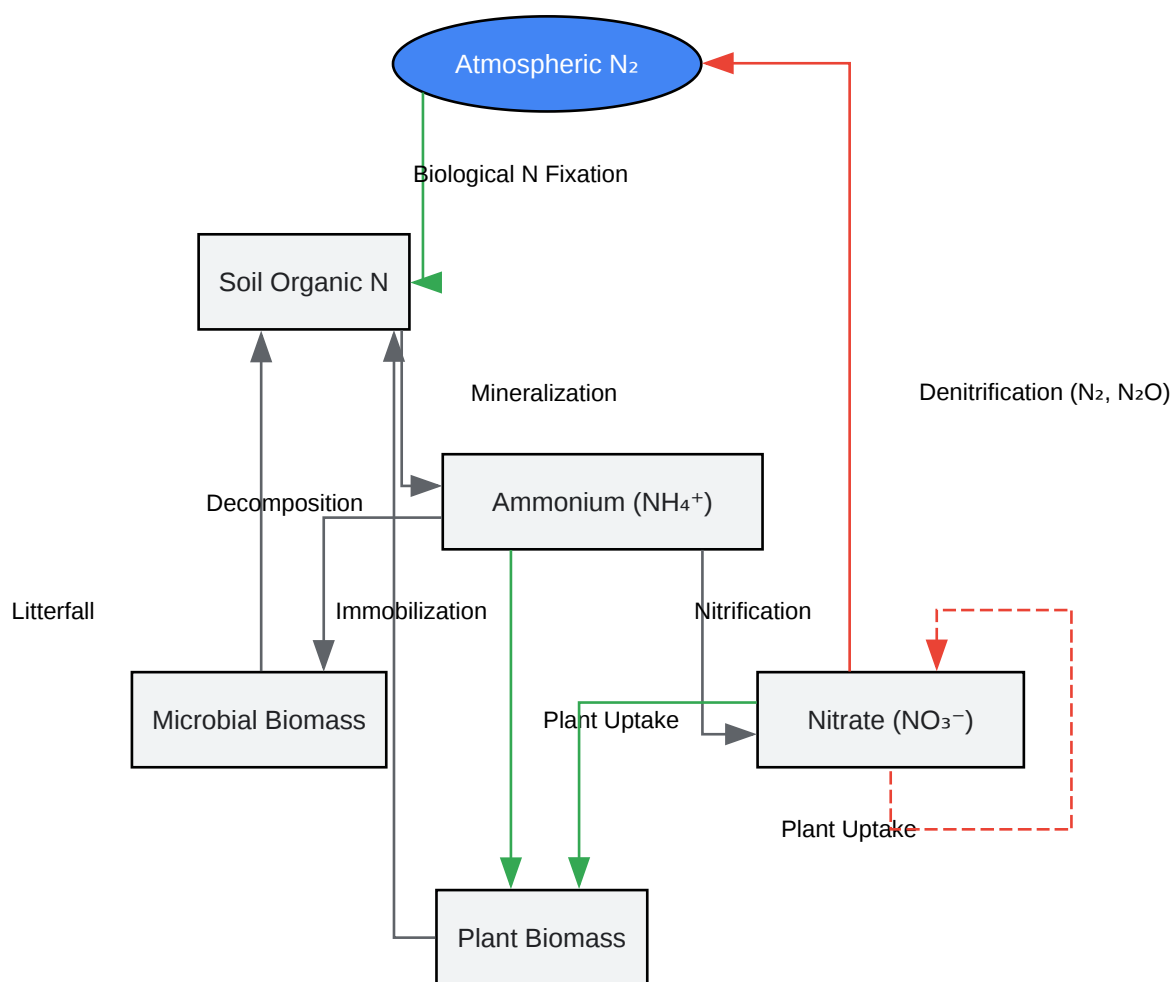 Atmospheric N₂
Biological N Fixation
Soil Organic N
Mineralization
Denitrification (N₂, N₂O)
Decomposition
Ammonium (NH₄⁺)
Litterfall
Immobilization
Nitrification
Microbial Biomass
Plant Uptake
Nitrate (NO₃⁻)
Plant Uptake
Plant Biomass